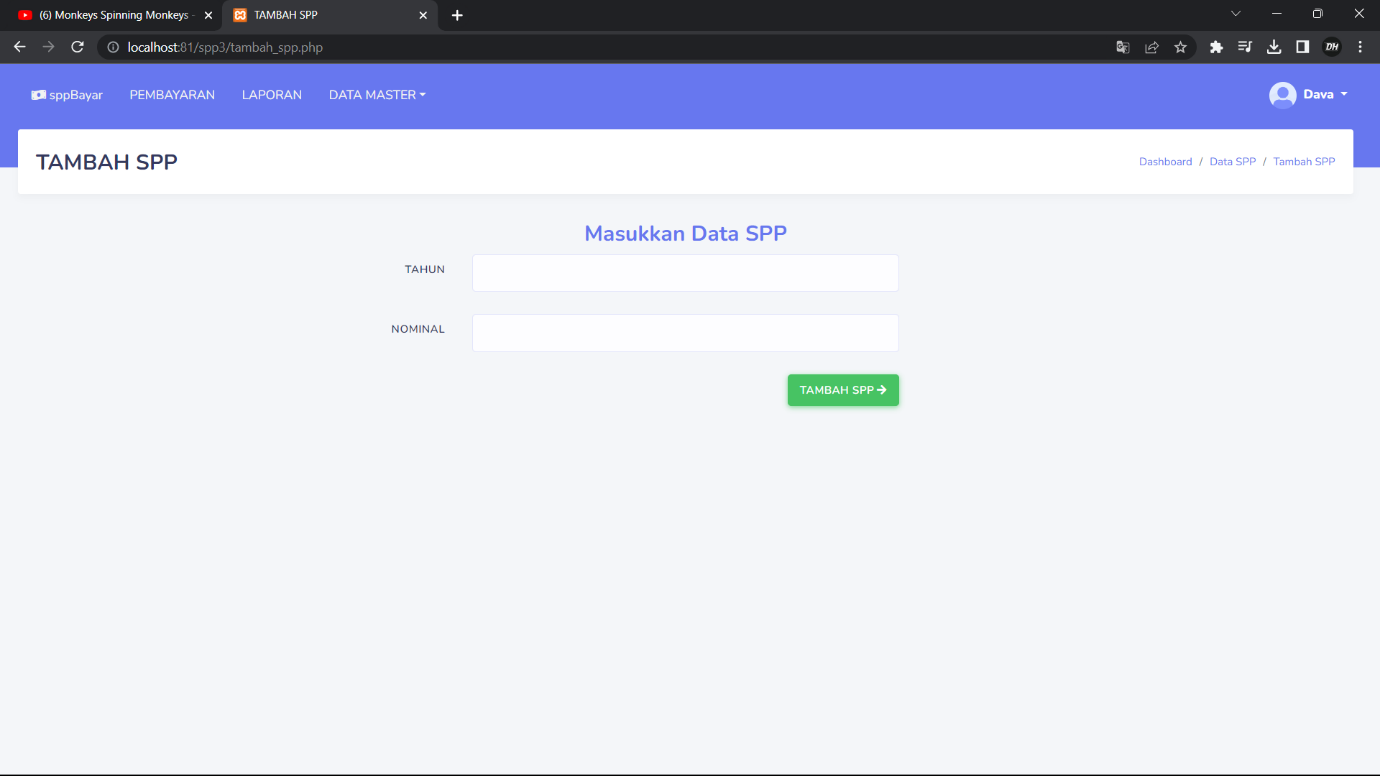 (6) Monkeys Spinning Monkeys -
TAMBAH SPP
localhost:81/spp3/tambah_spp.php
DH
sppBayar PEMBAYARAN LAPORAN DATA MASTER
Dava
TAMBAH SPP
Dashboard / Data SPP / Tambah SPP
Masukkan Data SPP
TAHUN
NOMINAL
TAMBAH SPP